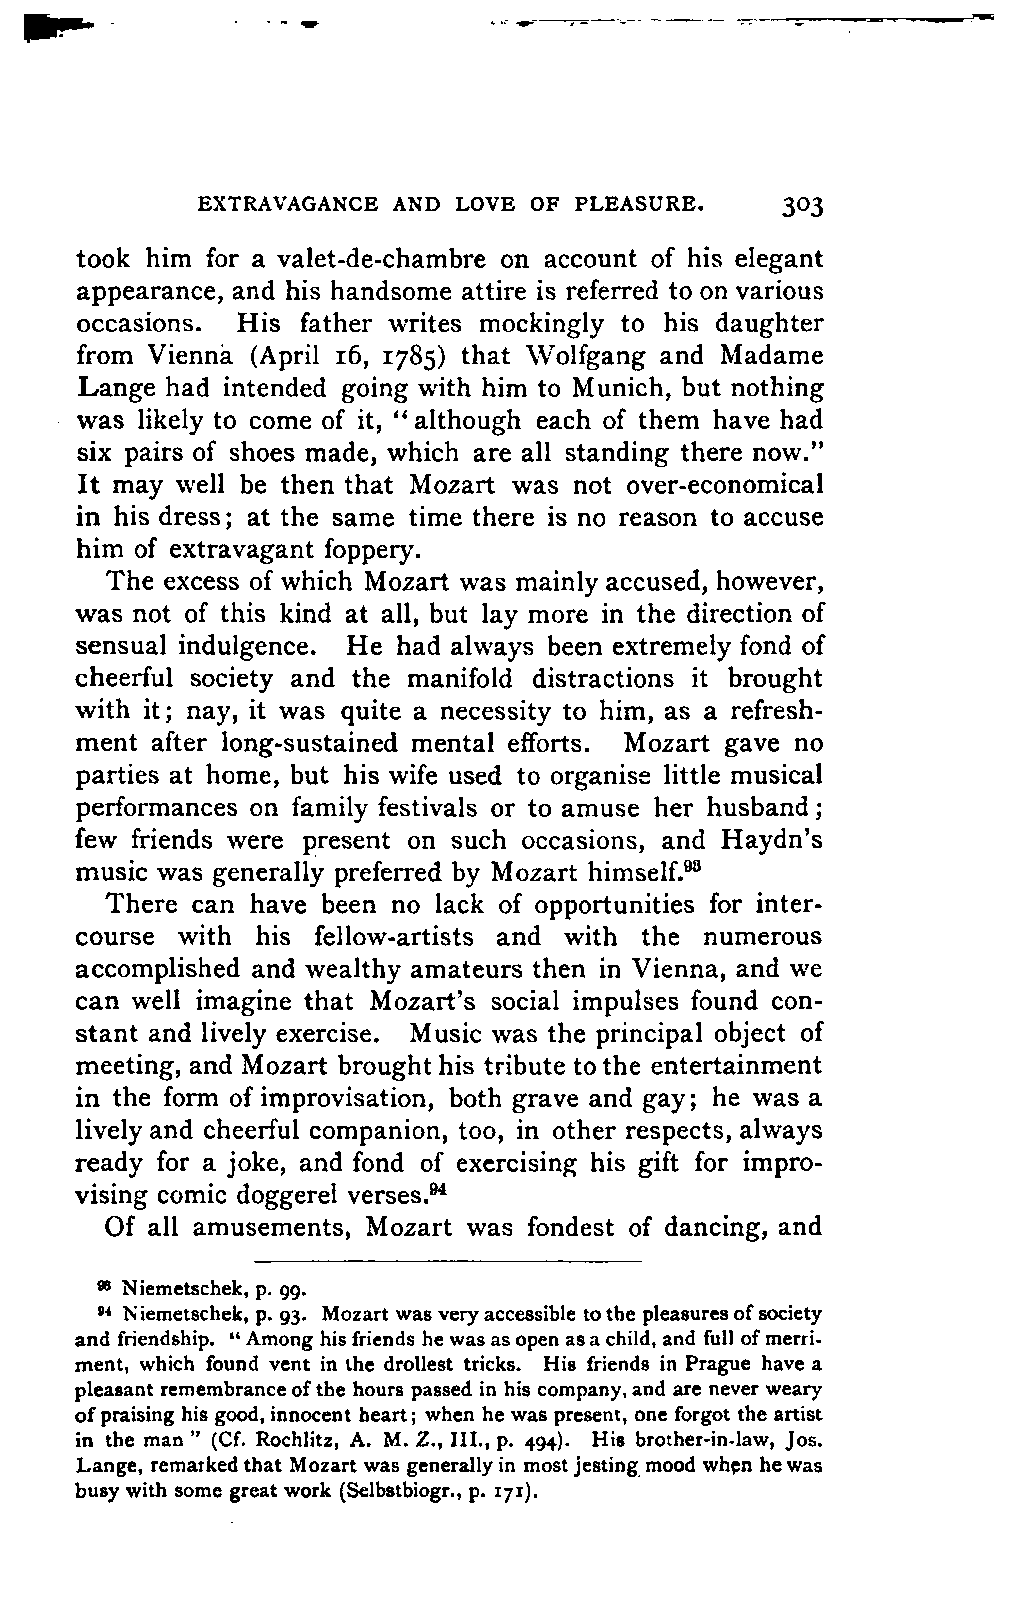 EXTRAVAGANCE AND LOVE OF PLEASURE. 303
took him for a valet-de-chambre on account of his elegant
appearance, and his handsome attire is referred to on various
occasions. His father writes mockingly to his daughter
from Vienna (April 16, 1785) that Wolfgang and Madame
Lange had intended going with him to Munich, but nothing
was likely to come of it, “although each of them have had
six pairs of shoes made, which are all standing there now.”
It may well be then that Mozart was not over-economical
in his dress; at the same time there is no reason to accuse
him of extravagant foppery.
The excess of which Mozart was mainly accused, however,
was not of this kind at all, but lay more in the direction of
sensual indulgence. He had always been extremely fond of
cheerful society and the manifold distractions it brought
with it; nay, it was quite a necessity to him, as a refresh-
ment after long-sustained mental efforts. Mozart gave no
parties at home, but his wife used to organise little musical
performances on family festivals or to amuse her husband;
few friends were present on such occasions, and Haydn's
music was generally preferred by Mozart himself.⁹³
There can have been no lack of opportunities for inter-
course with his fellow-artists and with the numerous
accomplished and wealthy amateurs then in Vienna, and we
can well imagine that Mozart's social impulses found con-
stant and lively exercise. Music was the principal object of
meeting, and Mozart brought his tribute to the entertainment
in the form of improvisation, both grave and gay; he was a
lively and cheerful companion, too, in other respects, always
ready for a joke, and fond of exercising his gift for impro-
vising comic doggerel verses.⁹⁴
Of all amusements, Mozart was fondest of dancing, and
⁹³ Niemetschek, p. 99.
⁹⁴ Niemetschek, p. 93. Mozart was very accessible to the pleasures of society
and friendship. “Among his friends he was as open as a child, and full of merri-
ment, which found vent in the drollest tricks. His friends in Prague have a
pleasant remembrance of the hours passed in his company, and are never weary
of praising his good, innocent heart; when he was present, one forgot the artist
in the man” (Cf. Rochlitz, A. M. Z., III., p. 494). His brother-in-law, Jos.
Lange, remarked that Mozart was generally in most jesting mood when he was
busy with some great work (Selbstbiogr., p. 171).